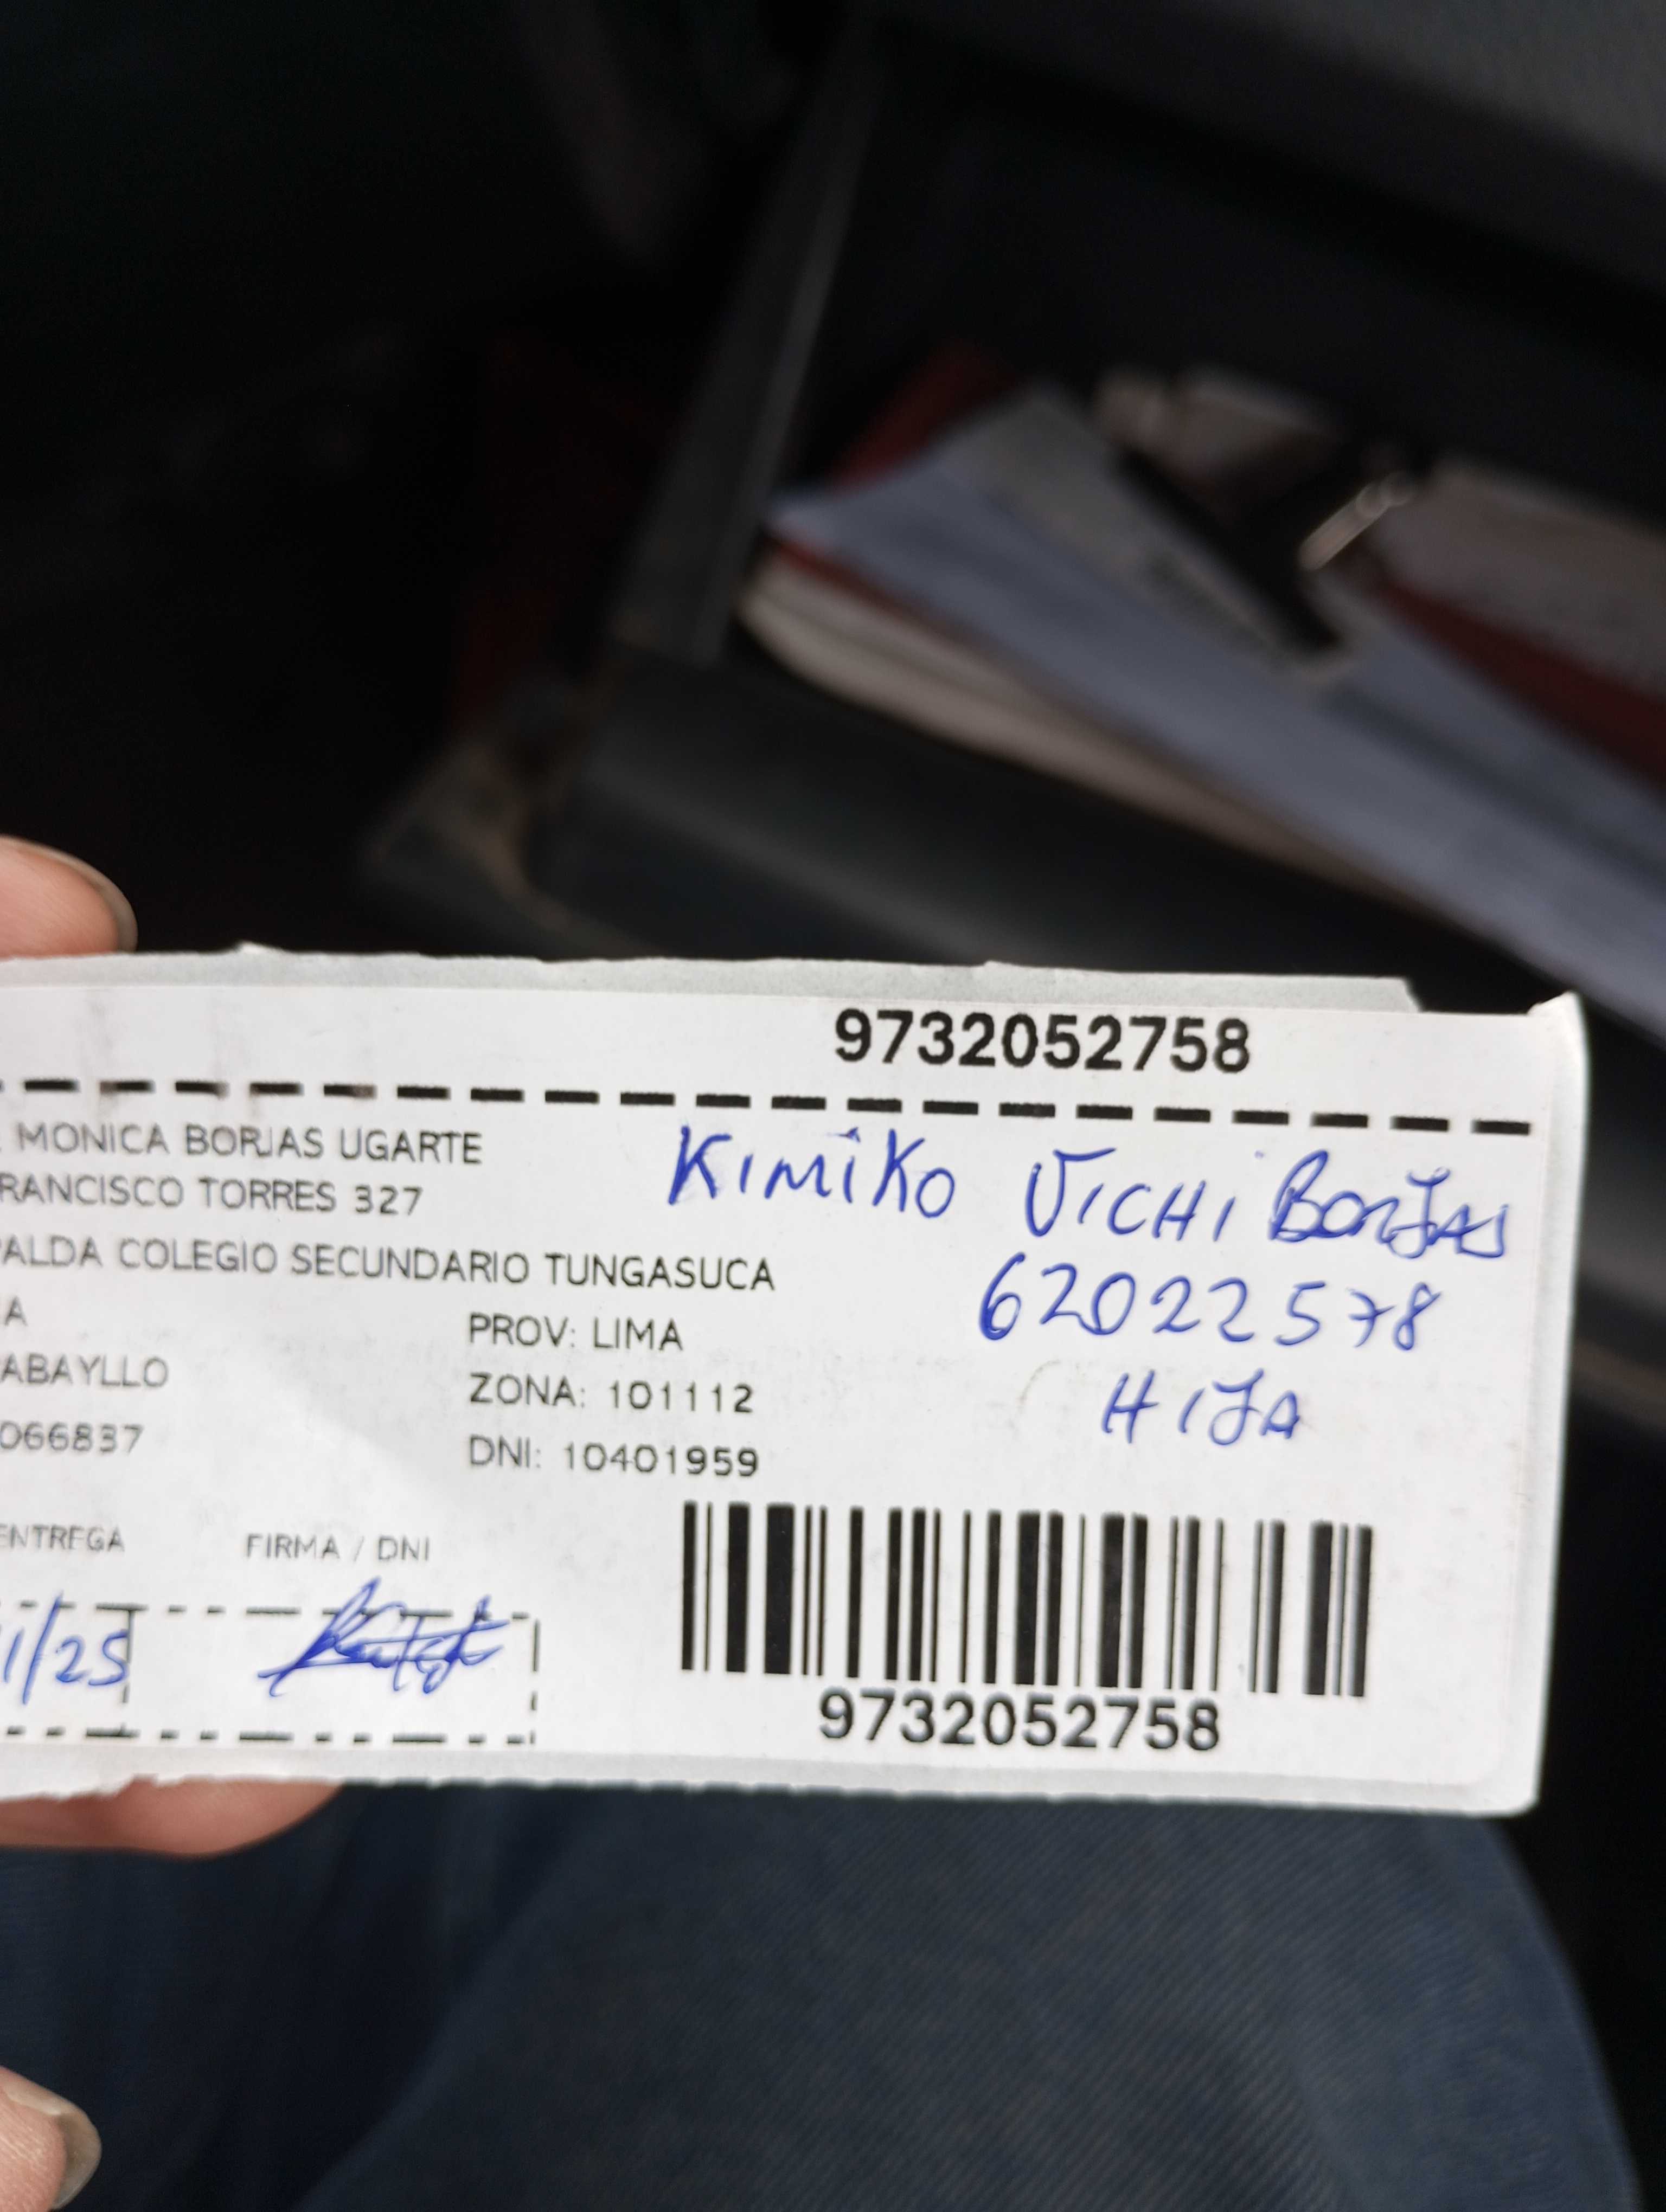 9732052758
MONICA BORJAS UGARTE
RANCISCO TORRES 327
ALDA COLEGIO SECUNDARIO TUNGASUCA
A
PROV: LIMA
ABAYLLO
ZONA: 101112
066837
DNI: 10401959
KIMIKO VICHI BORJAS
62022578
HIJA
ENTREGA
FIRMA / DNI
1/25
9732052758